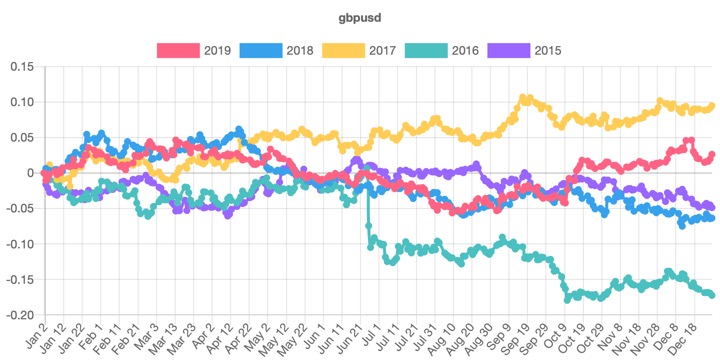 gbpusd
2019 2018 2017 2016 2015
0.15
0.10
0.05
0
-0.05
-0.10
-0.15
-0.20
Jan 2 Jan 12 Jan 22 Feb 1 Feb 11 Feb 21 Mar 3 Mar 13 Mar 23 Apr 2 Apr 12 Apr 22 May 2 May 12 May 22 Jun 1 Jun 11 Jun 21 Jul 1 Jul 11 Jul 21 Jul 31 Aug 10 Aug 20 Aug 30 Sep 9 Sep 19 Sep 29 Oct 9 Oct 19 Oct 29 Nov 8 Nov 18 Nov 28 Dec 8 Dec 18